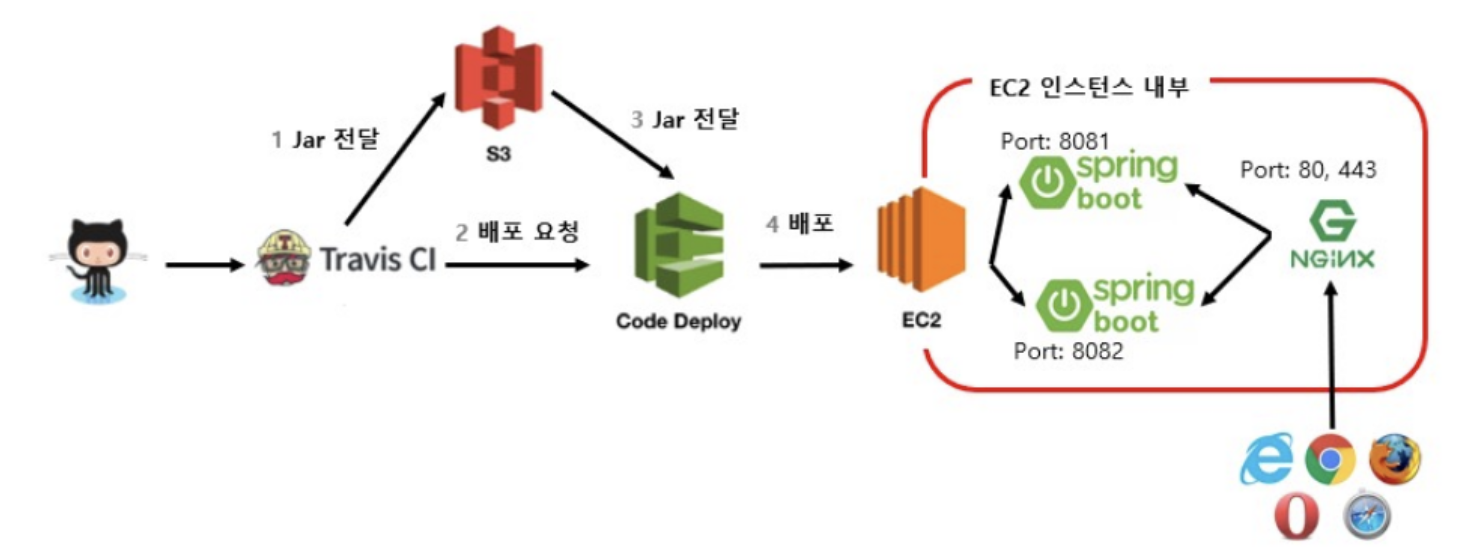 EC2 인스턴스 내부
1 Jar 전달
3 Jar 전달
S3
Port: 8081
spring
boot
Port: 80, 443
2 배포 요청
4 배포
Travis CI
NGiNX
spring
boot
Code Deploy
EC2
Port: 8082